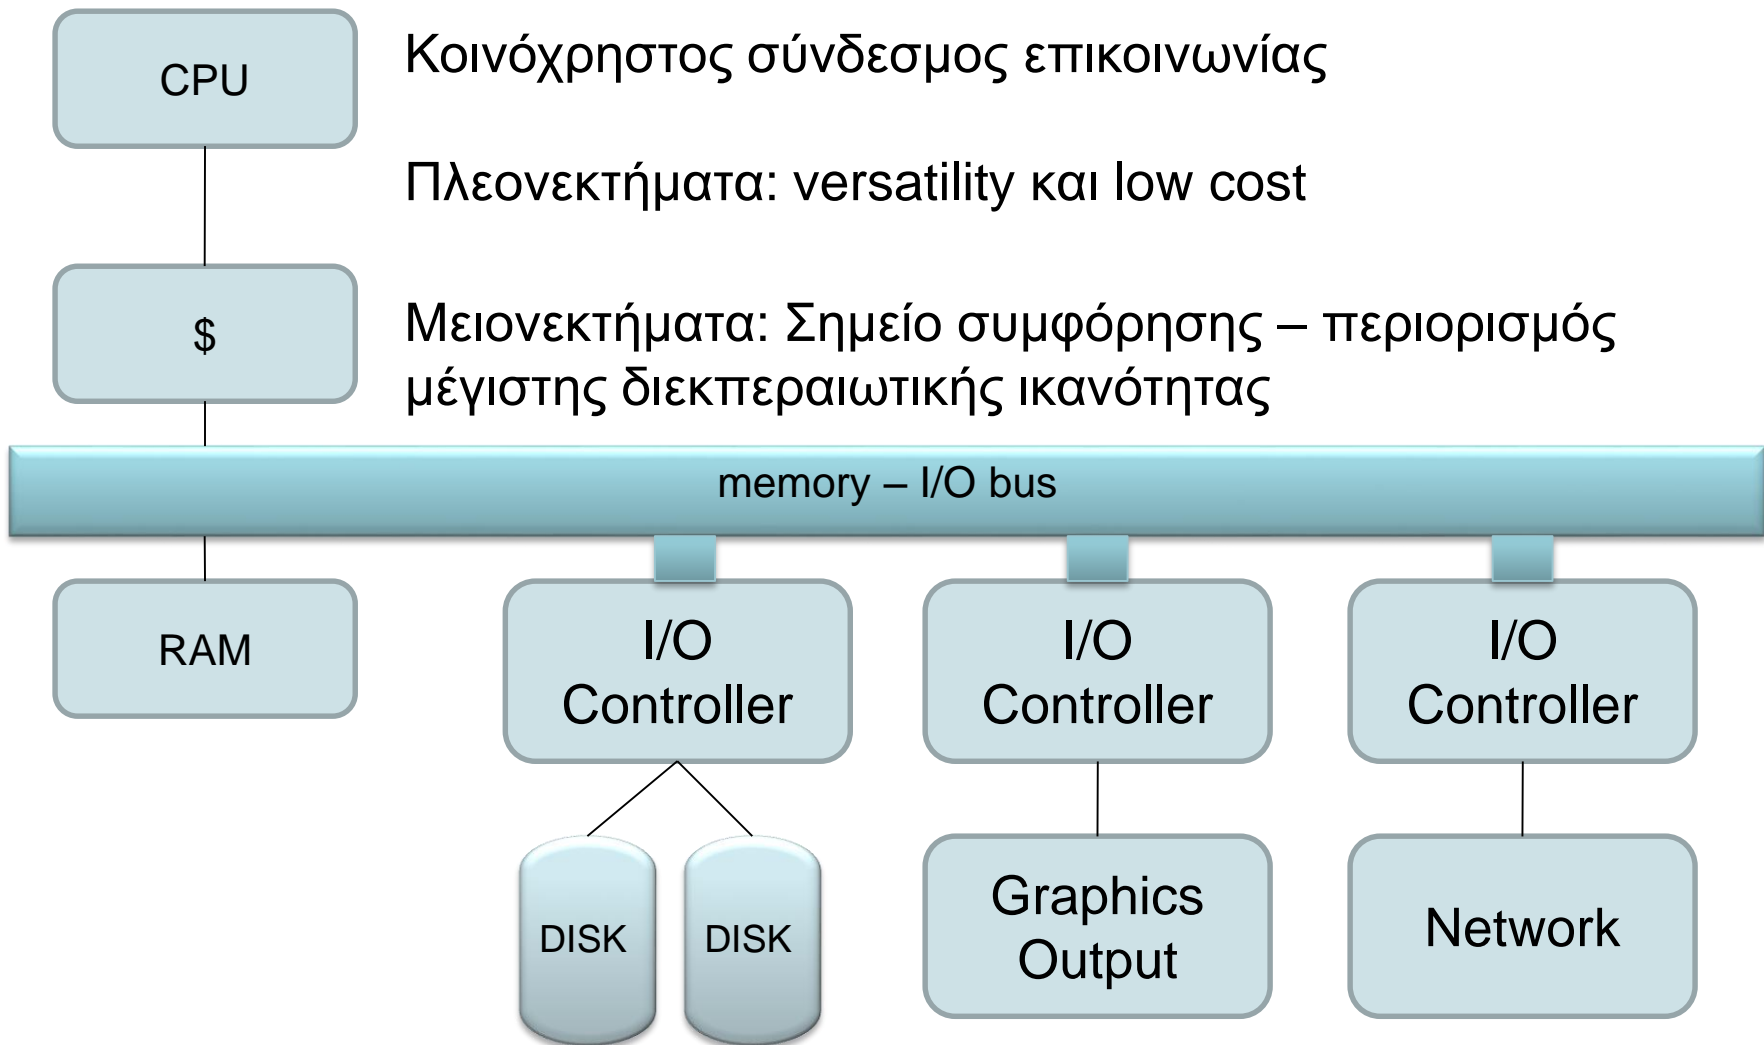 CPU
Κοινόχρηστος σύνδεσμος επικοινωνίας
Πλεονεκτήματα: versatility και low cost
$
Μειονεκτήματα: Σημείο συμφόρησης – περιορισμός
μέγιστης διεκπεραιωτικής ικανότητας
memory – I/O bus
RAM
I/O
Controller
I/O
Controller
I/O
Controller
DISK
DISK
Graphics
Output
Network